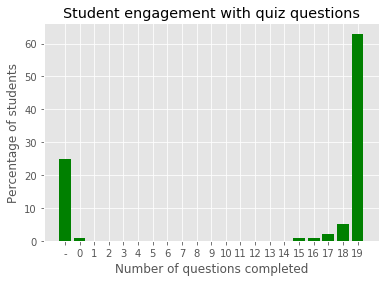 Student engagement with quiz questions
Percentage of students
60
50
40
30
20
10
0
- 0 1 2 3 4 5 6 7 8 9 10 11 12 13 14 15 16 17 18 19
Number of questions completed